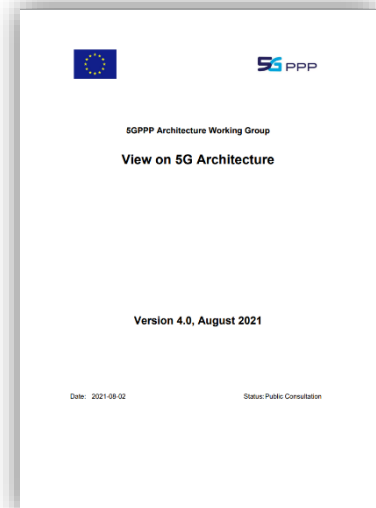 5G PPP
5GPPP Architecture Working Group
View on 5G Architecture
Version 4.0, August 2021
Date: 2021-08-02 Status: Public Consultation